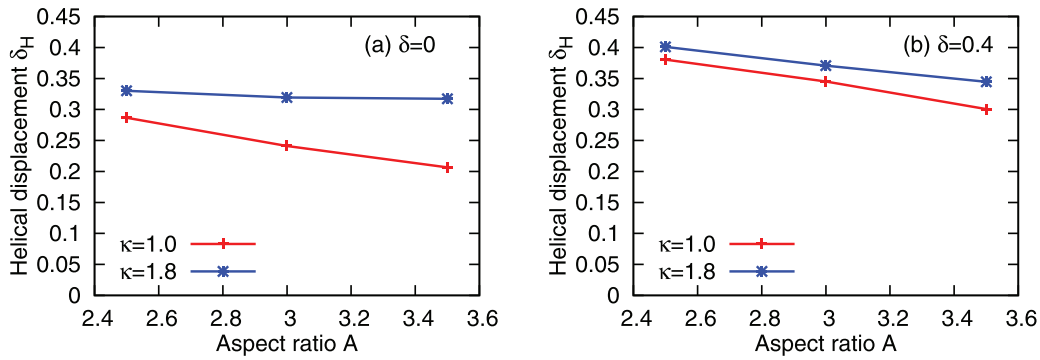 0.45
0.4
0.35
0.3
0.25
0.2
0.15
0.1
0.05
0
2.4 2.6 2.8 3 3.2 3.4 3.6
Helical displacement δH
Aspect ratio A
(a) δ=0
κ=1.0
κ=1.8
0.45
0.4
0.35
0.3
0.25
0.2
0.15
0.1
0.05
0
2.4 2.6 2.8 3 3.2 3.4 3.6
Helical displacement δH
Aspect ratio A
(b) δ=0.4
κ=1.0
κ=1.8